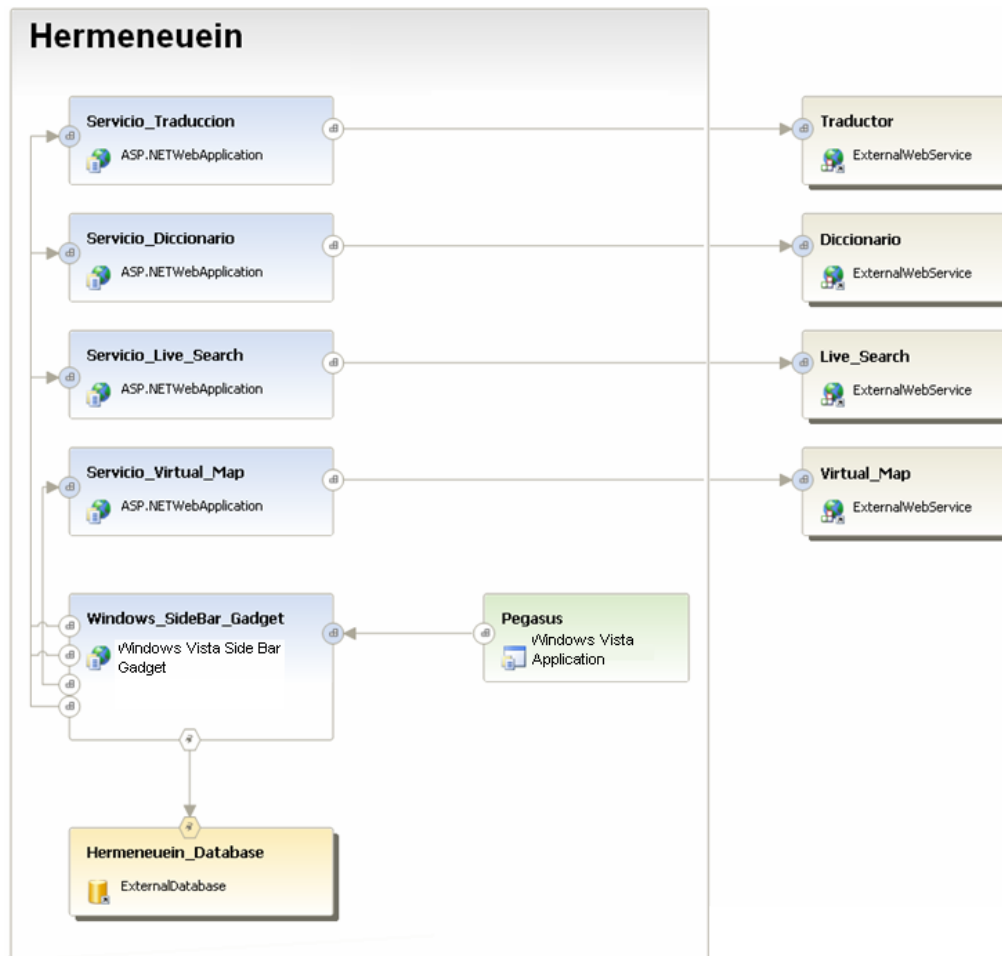 Hermeneuein
Servicio_Traduccion
ASP.NETWebApplication
Traductor
ExternalWebService
Servicio_Diccionario
ASP.NETWebApplication
Diccionario
ExternalWebService
Servicio_Live_Search
ASP.NETWebApplication
Live_Search
ExternalWebService
Servicio_Virtual_Map
ASP.NETWebApplication
Virtual_Map
ExternalWebService
Windows_SideBar_Gadget
Windows Vista Side Bar
Gadget
Pegasus
Windows Vista
Application
Hermeneuein_Database
ExternalDatabase